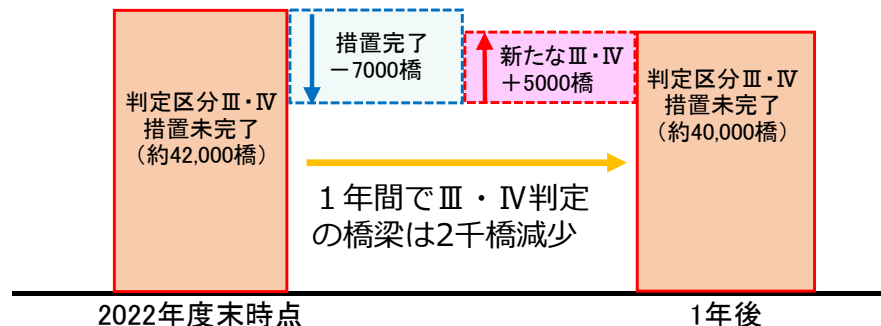 判定区分Ⅲ・Ⅳ
措置未完了
（約42,000橋）
措置完了
－7000橋
新たなⅢ・Ⅳ
＋5000橋
判定区分Ⅲ・Ⅳ
措置未完了
（約40,000橋）
１年間でⅢ・Ⅳ判定
の橋梁は2千橋減少
2022年度末時点
1年後